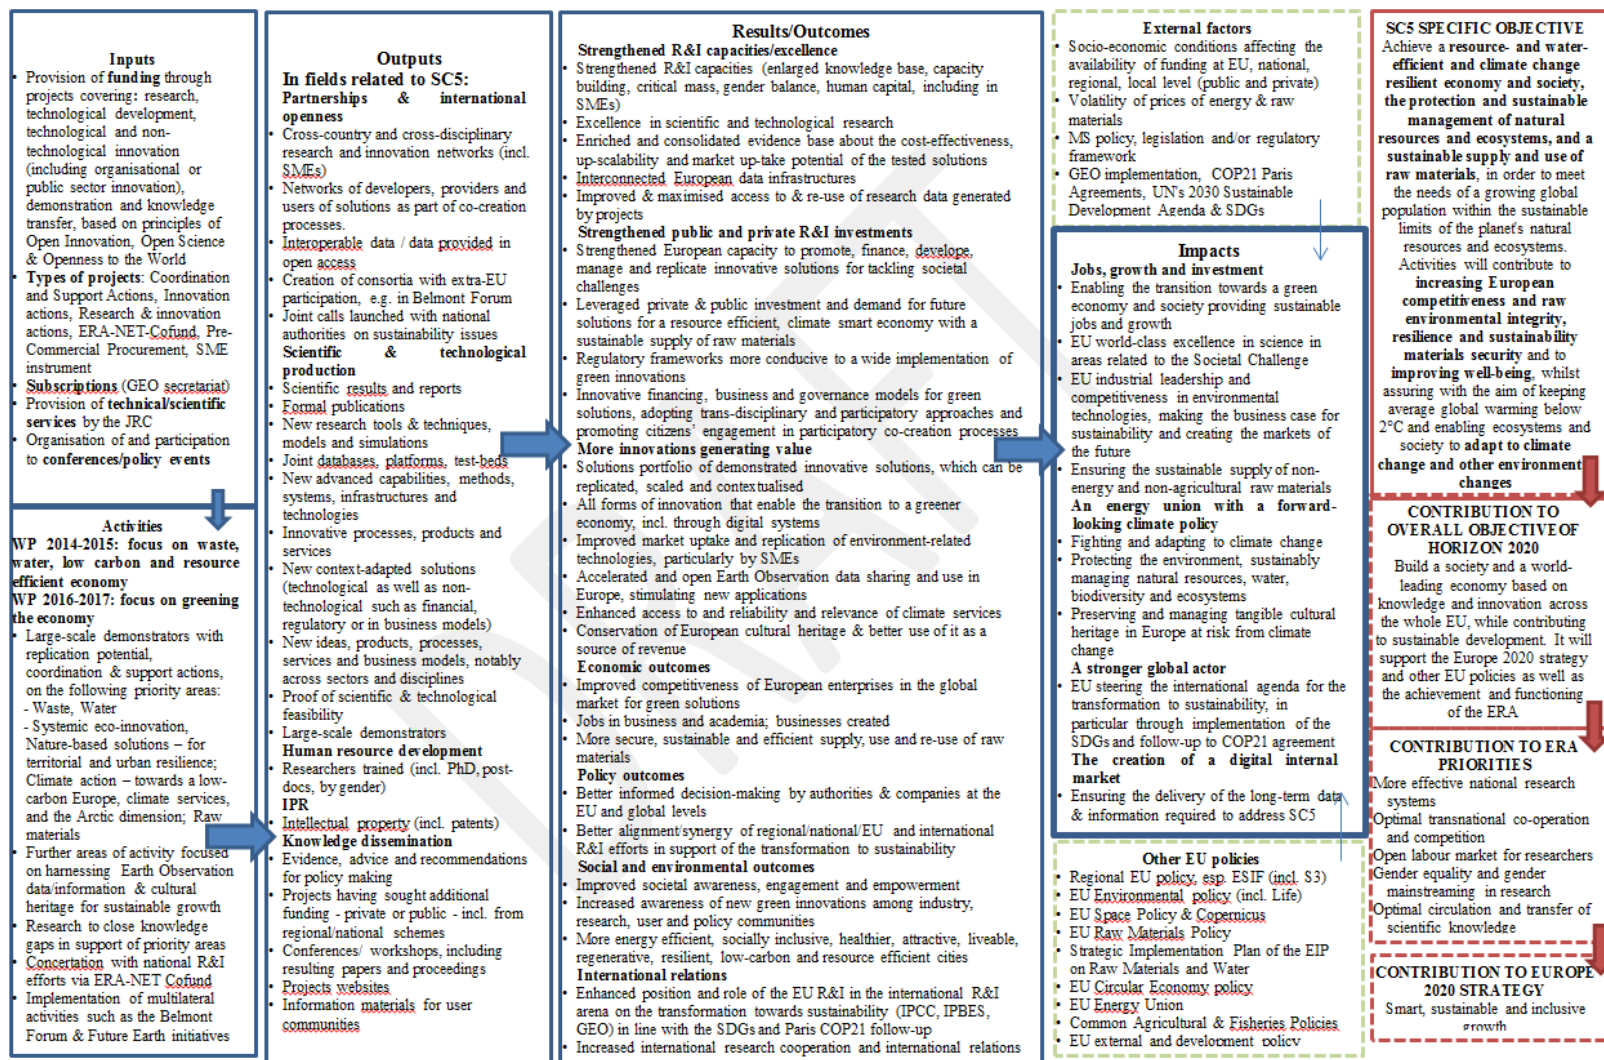 Inputs
• Provision of funding through
projects covering: research,
technological development,
technological and non-
technological innovation
(including organisational or
public sector innovation),
demonstration and knowledge
transfer, based on principles of
Open Innovation, Open Science
& Openness to the World
• Types of projects: Coordination
and Support Actions, Innovation
actions, Research & innovation
actions, ERA-NET-Cofund, Pre-
Commercial Procurement, SME
instrument
• Subscriptions (GEO secretariat)
• Provision of technical/scientific
services by the JRC
• Organisation of and participation
to conferences/policy events
Activities
WP 2014-2015: focus on waste,
water, low carbon and resource
efficient economy
WP 2016-2017: focus on greening
the economy
• Large-scale demonstrators with
replication potential,
coordination & support actions,
on the following priority areas:
- Waste, Water
- Systemic eco-innovation,
Nature-based solutions – for
territorial and urban resilience;
Climate action – towards a low-
carbon Europe, climate services,
and the Arctic dimension; Raw
materials
• Further areas of activity focused
on harnessing Earth Observation
data/information & cultural
heritage for sustainable growth
• Research to close knowledge
gaps in support of priority areas
• Concertation with national R&I
efforts via ERA-NET Cofund
• Implementation of multilateral
activities such as the Belmont
Forum & Future Earth initiatives
Outputs
In fields related to SC5:
Partnerships & international
openness
• Cross-country and cross-disciplinary
research and innovation networks (incl.
SMEs)
• Networks of developers, providers and
users of solutions as part of co-creation
processes.
• Interoperable data / data provided in
open access
• Creation of consortia with extra-EU
participation, e.g. in Belmont Forum
• Joint calls launched with national
authorities on sustainability issues
Scientific & technological
production
• Scientific results and reports
• Formal publications
• New research tools & techniques,
models and simulations
• Joint databases, platforms, test-beds
• New advanced capabilities, methods,
systems, infrastructures and
technologies
• Innovative processes, products and
services
• New context-adapted solutions
(technological as well as non-
technological such as financial,
regulatory or in business models)
• New ideas, products, processes,
services and business models, notably
across sectors and disciplines
• Proof of scientific & technological
feasibility
• Large-scale demonstrators
Human resource development
• Researchers trained (incl. PhD, post-
docs, by gender)
IPR
• Intellectual property (incl. patents)
Knowledge dissemination
• Evidence, advice and recommendations
for policy making
• Projects having sought additional
funding - private or public - incl. from
regional/national schemes
• Conferences/ workshops, including
resulting papers and proceedings
• Projects websites
• Information materials for user
communities
Results/Outcomes
Strengthened R&I capacities/excellence
• Strengthened R&I capacities (enlarged knowledge base, capacity
building, critical mass, gender balance, human capital, including in
SMEs)
• Excellence in scientific and technological research
• Enriched and consolidated evidence base about the cost-effectiveness,
up-scalability and market up-take potential of the tested solutions
• Interconnected European data infrastructures
• Improved & maximised access to & re-use of research data generated
by projects
Strengthened public and private R&I investments
• Strengthened European capacity to promote, finance, develope,
manage and replicate innovative solutions for tackling societal
challenges
• Leveraged private & public investment and demand for future
solutions for a resource efficient, climate smart economy with a
sustainable supply of raw materials
• Regulatory frameworks more conducive to a wide implementation of
green innovations
• Innovative financing, business and governance models for green
solutions, adopting trans-disciplinary and participatory approaches and
promoting citizens' engagement in participatory co-creation processes
More innovations generating value
• Solutions portfolio of demonstrated innovative solutions, which can be
replicated, scaled and contextualised
• All forms of innovation that enable the transition to a greener
economy, incl. through digital systems
• Improved market uptake and replication of environment-related
technologies, particularly by SMEs
• Accelerated and open Earth Observation data sharing and use in
Europe, stimulating new applications
• Enhanced access to and reliability and relevance of climate services
• Conservation of European cultural heritage & better use of it as a
source of revenue
Economic outcomes
• Improved competitiveness of European enterprises in the global
market for green solutions
• Jobs in business and academia; businesses created
• More secure, sustainable and efficient supply, use and re-use of raw
materials
Policy outcomes
• Better informed decision-making by authorities & companies at the
EU and global levels
• Better alignment/synergy of regional/national/EU and international
R&I efforts in support of the transformation to sustainability
Social and environmental outcomes
• Improved societal awareness, engagement and empowerment
• Increased awareness of new green innovations among industry,
research, user and policy communities
• More energy efficient, socially inclusive, healthier, attractive, liveable,
regenerative, resilient, low-carbon and resource efficient cities
International relations
• Enhanced position and role of the EU R&I in the international R&I
arena on the transformation towards sustainability (IPCC, IPBES,
GEO) in line with the SDGs and Paris COP21 follow-up
• Increased international research cooperation and international relations
External factors
• Socio-economic conditions affecting the
availability of funding at EU, national,
regional, local level (public and private)
• Volatility of prices of energy & raw
materials
• MS policy, legislation and/or regulatory
framework
• GEO implementation, COP21 Paris
Agreements, UN's 2030 Sustainable
Development Agenda & SDGs
Impacts
Jobs, growth and investment
• Enabling the transition towards a green
economy and society providing sustainable
jobs and growth
• EU world-class excellence in science in
areas related to the Societal Challenge
• EU industrial leadership and
competitiveness in environmental
technologies, making the business case for
sustainability and creating the markets of
the future
• Ensuring the sustainable supply of non-
energy and non-agricultural raw materials
An energy union with a forward-
looking climate policy
• Fighting and adapting to climate change
• Protecting the environment, sustainably
managing natural resources, water,
biodiversity and ecosystems
• Preserving and managing tangible cultural
heritage in Europe at risk from climate
change
A stronger global actor
• EU steering the international agenda for the
transformation to sustainability, in
particular through implementation of the
SDGs and follow-up to COP21 agreement
The creation of a digital internal
market
• Ensuring the delivery of the long-term data
& information required to address SC5
Other EU policies
• Regional EU policy, esp. ESIF (incl. S3)
• EU Environmental policy (incl. Life)
• EU Space Policy & Copernicus
• EU Raw Materials Policy
• Strategic Implementation Plan of the EIP
on Raw Materials and Water
• EU Circular Economy policy
• EU Energy Union
• Common Agricultural & Fisheries Policies
• EU external and development policy
SC5 SPECIFIC OBJECTIVE
Achieve a resource- and water-
efficient and climate change
resilient economy and society,
the protection and sustainable
management of natural
resources and ecosystems, and a
sustainable supply and use of
raw materials, in order to meet
the needs of a growing global
population within the sustainable
limits of the planet's natural
resources and ecosystems.
Activities will contribute to
increasing European
competitiveness and raw
environmental integrity,
resilience and sustainability
materials security and to
improving well-being, whilst
assuring with the aim of keeping
average global warming below
2°C and enabling ecosystems and
society to adapt to climate
change and other environment
changes
CONTRIBUTION TO
OVERALL OBJECTIVE OF
HORIZON 2020
Build a society and a world-
leading economy based on
knowledge and innovation across
the whole EU, while contributing
to sustainable development. It will
support the Europe 2020 strategy
and other EU policies as well as
the achievement and functioning
of the ERA
CONTRIBUTION TO ERA
PRIORITIES
More effective national research
systems
Optimal transnational co-operation
and competition
Open labour market for researchers
Gender equality and gender
mainstreaming in research
Optimal circulation and transfer of
scientific knowledge
CONTRIBUTION TO EUROPE
2020 STRATEGY
Smart, sustainable and inclusive
growth
DRAFT